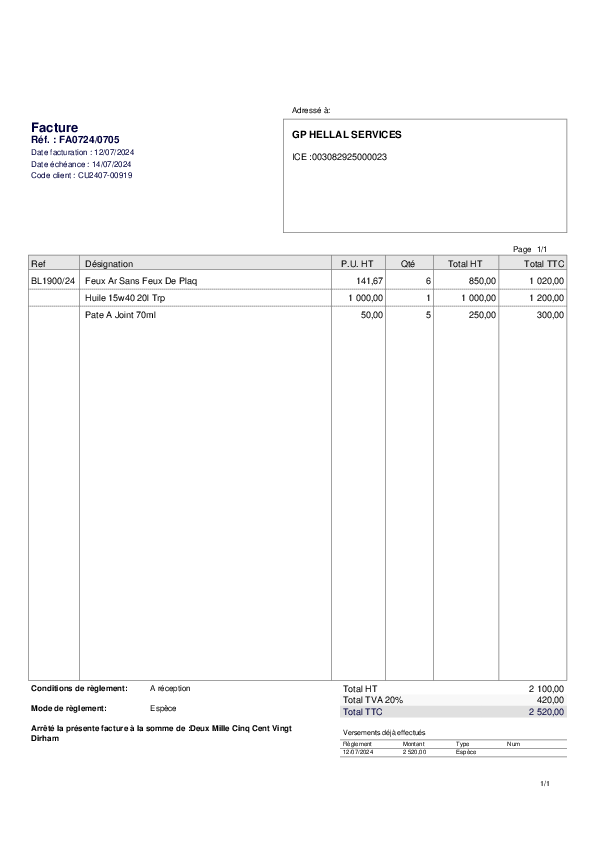 Adressé à:
Facture
Réf. : FA0724/0705
Date facturation : 12/07/2024
Date échéance : 14/07/2024
Code client : CU2407-00919
GP HELLAL SERVICES
ICE :003082925000023
Page 1/1
Ref Désignation P.U. HT Qté Total HT Total TTC
BL1900/24 Feux Ar Sans Feux De Plaq 141,67 6 850,00 1 020,00
Huile 15w40 20l Trp 1 000,00 1 1 000,00 1 200,00
Pate A Joint 70ml 50,00 5 250,00 300,00
Conditions de règlement: A réception
Mode de règlement: Espèce
Arrêté la présente facture à la somme de :Deux Mille Cinq Cent Vingt
Dirham
Total HT 2 100,00
Total TVA 20% 420,00
Total TTC 2 520,00
Versements déjà effectués
Règlement Montant Type Num
12/07/2024 2 520,00 Espèce
1/1